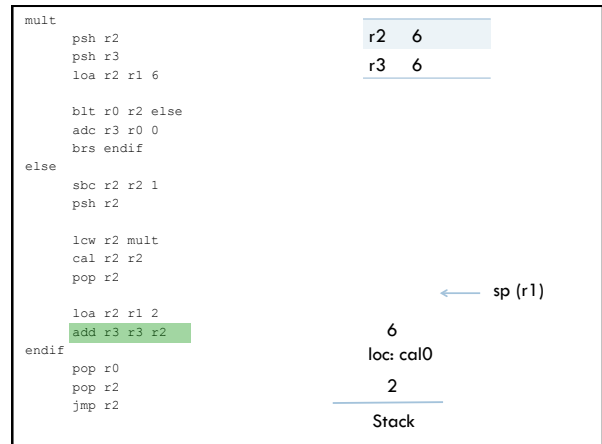 mult
psh r2
psh r3
loa r2 r1 6
blt r0 r2 else
adc r3 r0 0
brs endif
else
sbc r2 r2 1
psh r2
lcw r2 mult
cal r2 r2
pop r2
loa r2 r1 2
add r3 r3 r2
endif
pop r0
pop r2
jmp r2
r2 6
r3 6
sp (r1)
6
loc: cal0
2
Stack